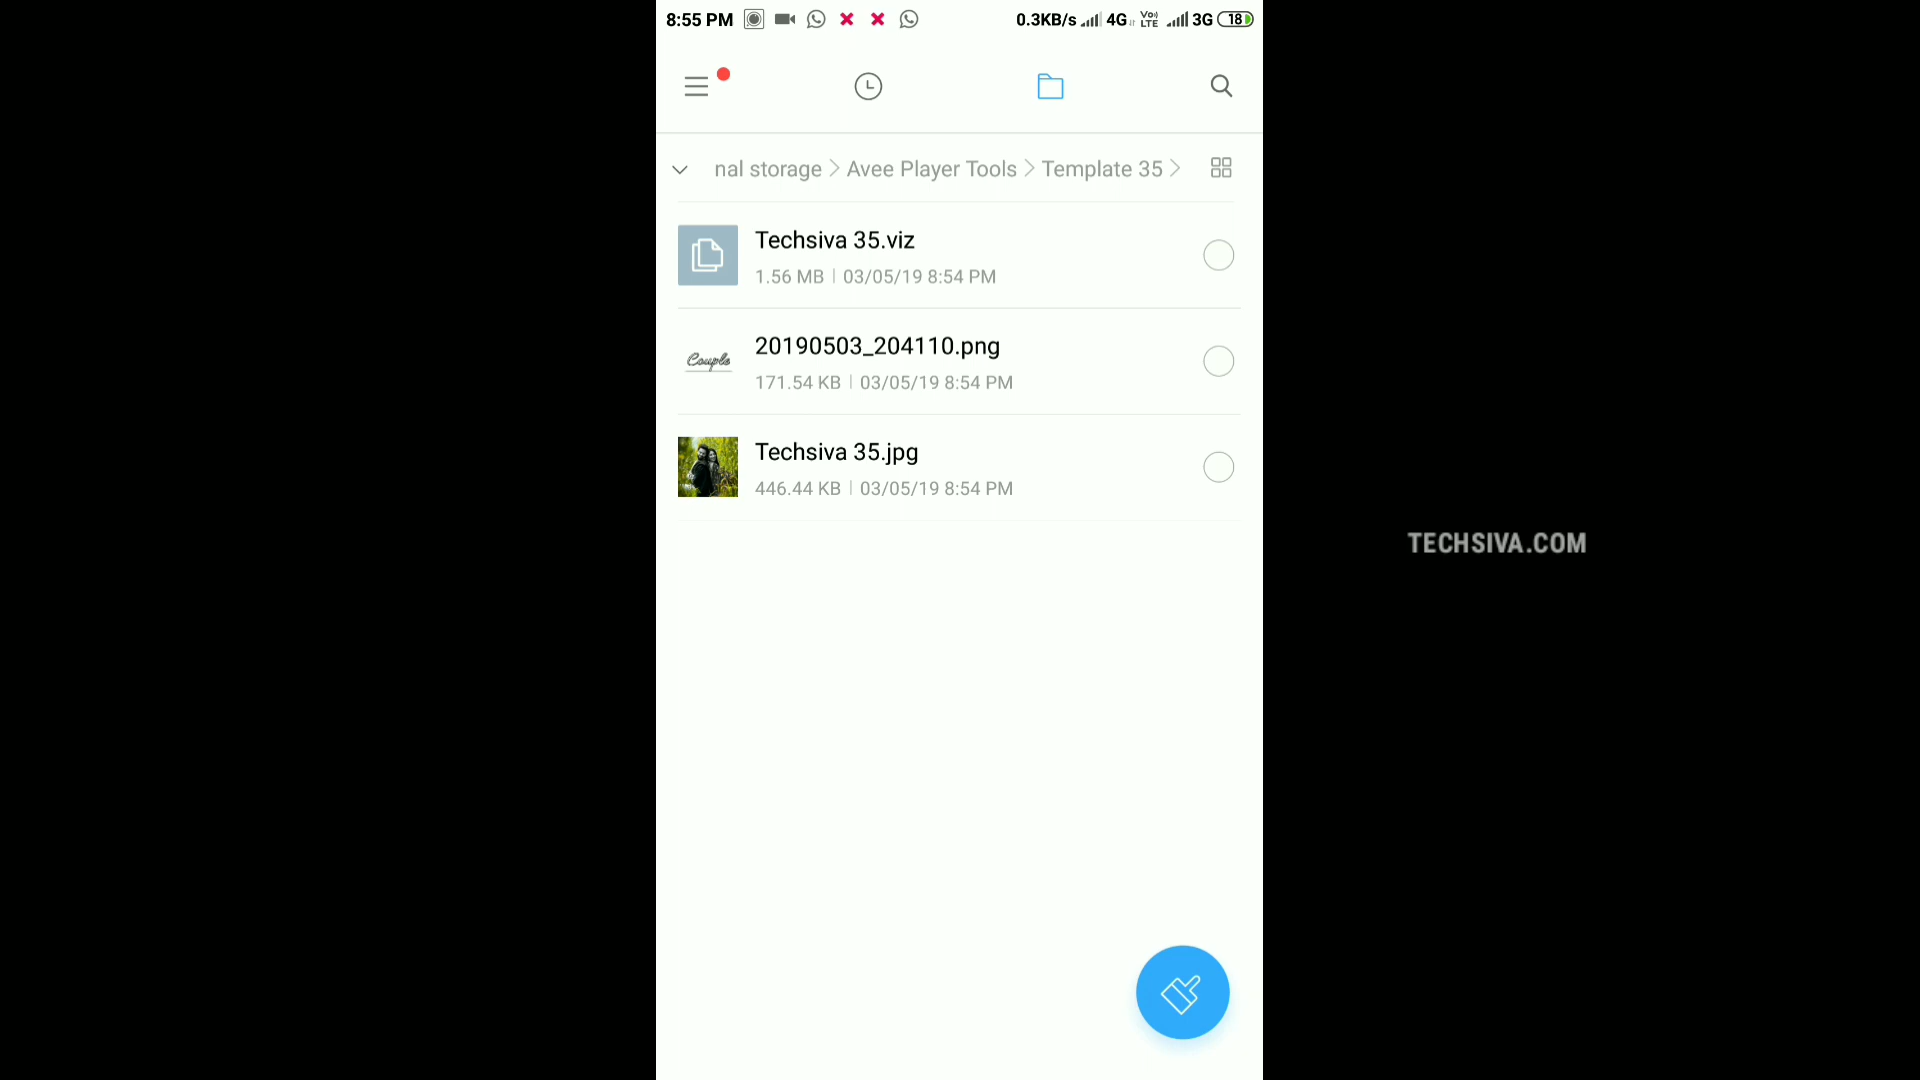 8:55 PM 0.3KB/s 4G Vo)) LTE 3G 18
nal storage > Avee Player Tools > Template 35 >
Techsiva 35.viz
1.56 MB | 03/05/19 8:54 PM
Couple
20190503_204110.png
171.54 KB | 03/05/19 8:54 PM
Techsiva 35.jpg
446.44 KB | 03/05/19 8:54 PM
TECHSIVA.COM